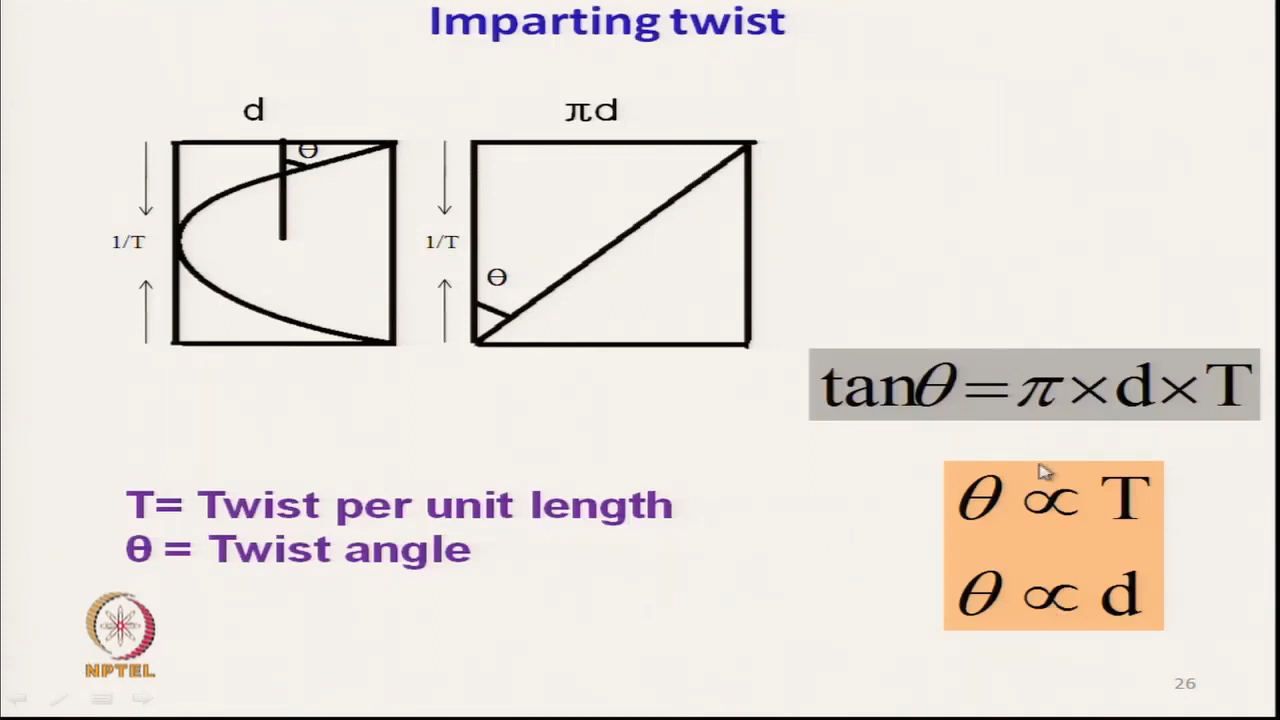 Imparting twist
d
πd
θ
1/T
1/T
θ
tanθ=π×d×T
θ ∝ T
θ ∝ d
T= Twist per unit length
θ = Twist angle
NPTEL
26